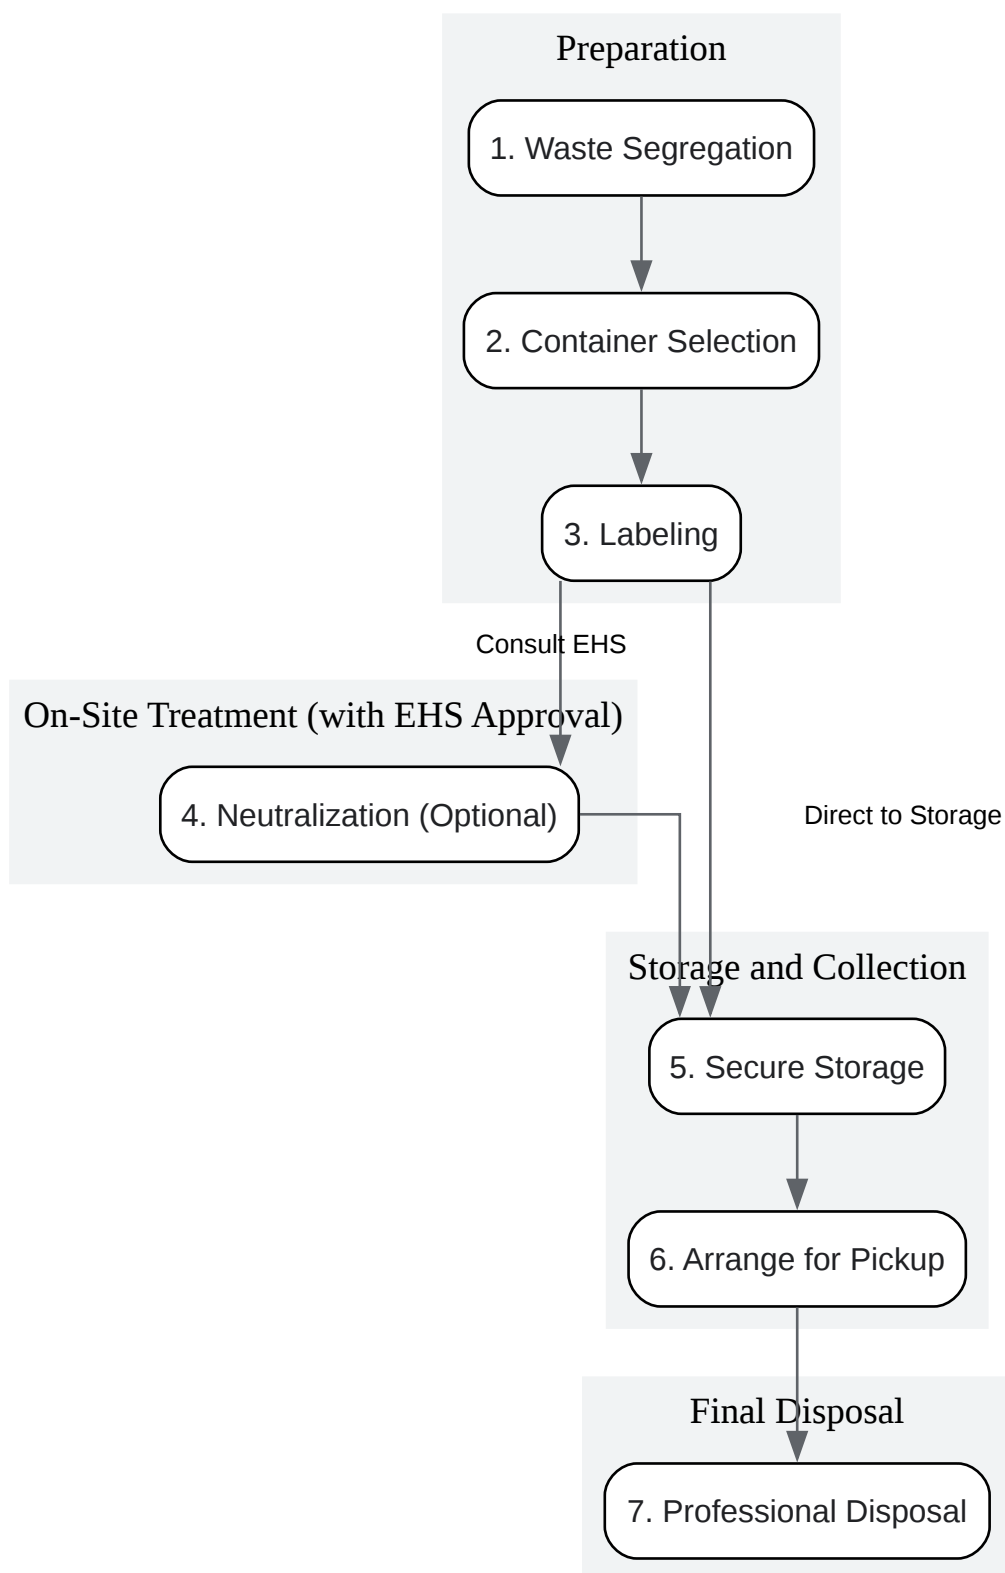 Preparation
1. Waste Segregation
2. Container Selection
3. Labeling
Consult EHS
On-Site Treatment (with EHS Approval)
4. Neutralization (Optional)
Direct to Storage
Storage and Collection
5. Secure Storage
6. Arrange for Pickup
Final Disposal
7. Professional Disposal